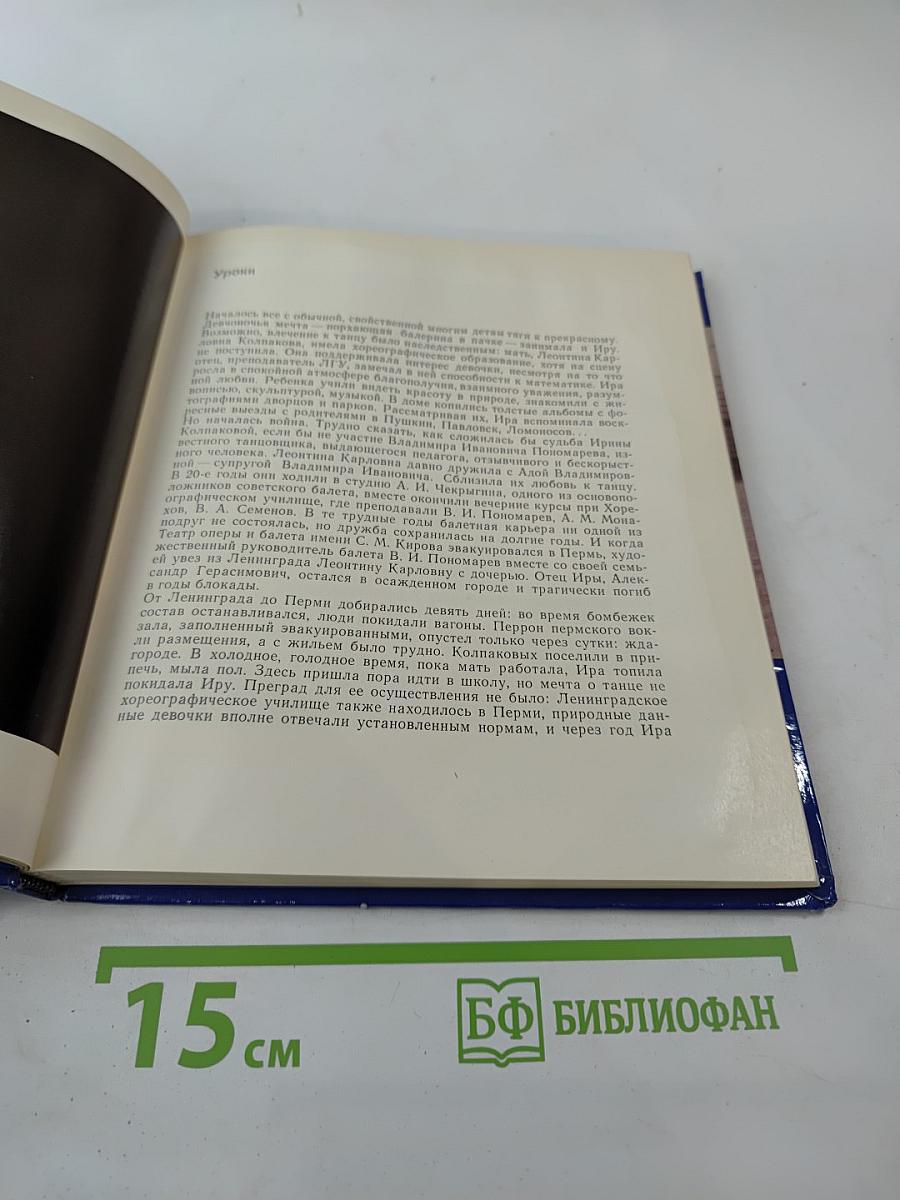 Уроки
Началось все с обычной, свойственной многим детям тяги к прекрасному.
Девчоночья мечта — порхающая балерина в пачке — занимала и Иру.
Возможно, влечение к танцу было наследственным: мать, Леонтина Кар-
ловна Колпакова, имела хореографическое образование, хотя на сцену
не поступила. Она поддерживала интерес девочки, несмотря на то что
отец, преподаватель ЛГУ, замечал в ней способности к математике. Ира
росла в спокойной атмосфере благополучия, взаимного уважения, разум-
ной любви. Ребенка учили видеть красоту в природе, знакомили с жи-
вописью, скульптурой, музыкой. В доме копились толстые альбомы с фо-
тографиями дворцов и парков. Рассматривая их, Ира вспоминала воск-
ресные выезды с родителями в Пушкин, Павловск, Ломоносов...
Но началась война. Трудно сказать, как сложилась бы судьба Ирины
Колпаковой, если бы не участие Владимира Ивановича Пономарева, из-
вестного танцовщика, выдающегося педагога, отзывчивого и бескорыст-
ного человека. Леонтина Карловна давно дружила с Алой Владимиров-
ной — супругой Владимира Ивановича. Сблизила их любовь к танцу.
В 20-е годы они ходили в студию А. И. Чекрыгина, одного из основопо-
ложников советского балета, вместе окончили вечерние курсы при Хоре-
ографическом училище, где преподавали В. И. Пономарев, А. М. Мона-
хов, В. А. Семенов. В те трудные годы балетная карьера ни одной из
подруг не состоялась, но дружба сохранилась на долгие годы. И когда
Театр оперы и балета имени С. М. Кирова эвакуировался в Пермь, худо-
жественный руководитель балета В. И. Пономарев вместе со своей семь-
ей увез из Ленинграда Леонтину Карловну с дочерью. Отец Иры, Алек-
сандр Герасимович, остался в осажденном городе и трагически погиб
в годы блокады.
От Ленинграда до Перми добирались девять дней: во время бомбежек
состав останавливался, люди покидали вагоны. Перрон пермского вок-
зала, заполненный эвакуированными, опустел только через сутки: жда-
ли размещения, а с жильем было трудно. Колпаковых поселили в при-
городе. В холодное, голодное время, пока мать работала, Ира топила
печь, мыла пол. Здесь пришла пора идти в школу, но мечта о танце не
покидала Иру. Преград для ее осуществления не было: Ленинградское
хореографическое училище также находилось в Перми, природные дан-
ные девочки вполне отвечали установленным нормам, и через год Ира
15 см
БФ БИБЛИОФАН